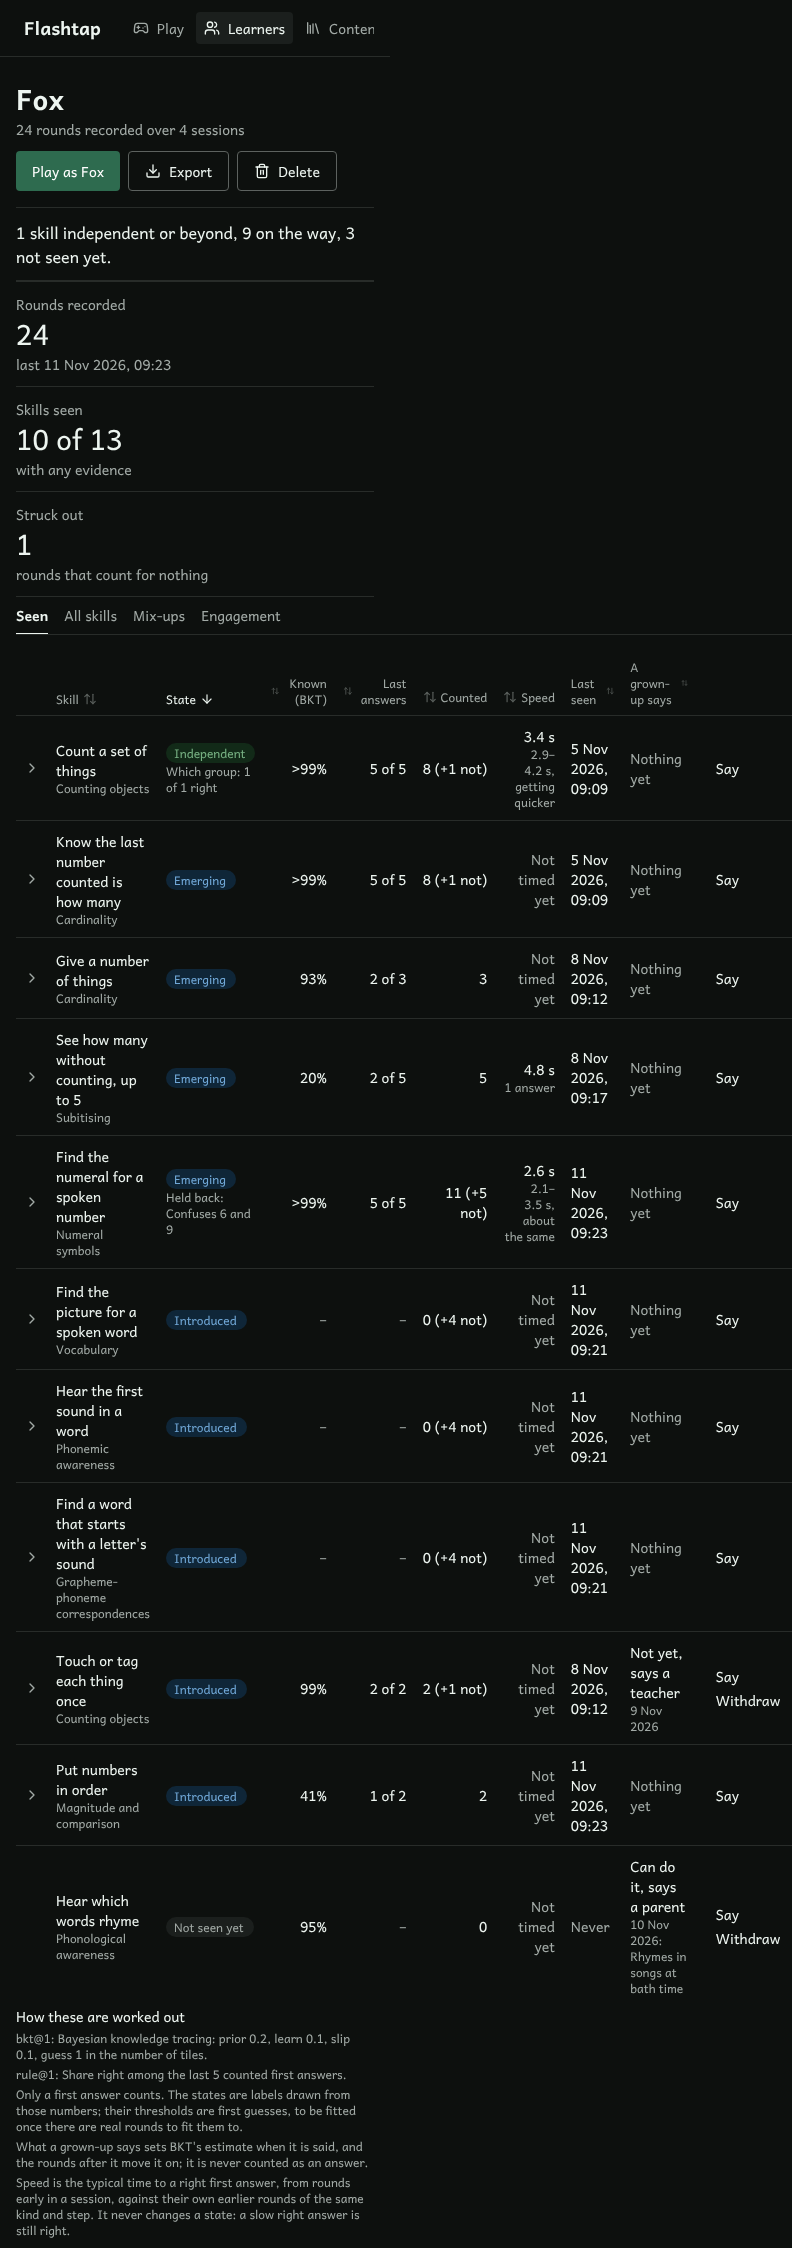 Flashtap Play Learners Conten
Fox
24 rounds recorded over 4 sessions
Play as Fox Export Delete
1 skill independent or beyond, 9 on the way, 3
not seen yet.
Rounds recorded
24
last 11 Nov 2026, 09:23
Skills seen
10 of 13
with any evidence
Struck out
1
rounds that count for nothing
Seen All skills Mix-ups Engagement
Skill
State
Known
(BKT)
Last
answers
Counted
Speed
Last
seen
A
grown-
up says
Count a set of
things
Counting objects
Independent
Which group: 1
of 1 right
>99%
5 of 5
8 (+1 not)
3.4 s
2.9–
4.2 s,
getting
quicker
5 Nov
2026,
09:09
Nothing
yet
Say
Know the last
number
counted is
how many
Cardinality
Emerging
>99%
5 of 5
8 (+1 not)
Not
timed
yet
5 Nov
2026,
09:09
Nothing
yet
Say
Give a number
of things
Cardinality
Emerging
93%
2 of 3
3
Not
timed
yet
8 Nov
2026,
09:12
Nothing
yet
Say
See how many
without
counting, up
to 5
Subitising
Emerging
20%
2 of 5
5
4.8 s
1 answer
8 Nov
2026,
09:17
Nothing
yet
Say
Find the
numeral for a
spoken
number
Numeral
symbols
Emerging
Held back:
Confuses 6 and
9
>99%
5 of 5
11 (+5
not)
2.6 s
2.1–
3.5 s,
about
the same
11
Nov
2026,
09:23
Nothing
yet
Say
Find the
picture for a
spoken word
Vocabulary
Introduced
–
–
0 (+4 not)
Not
timed
yet
11
Nov
2026,
09:21
Nothing
yet
Say
Hear the first
sound in a
word
Phonemic
awareness
Introduced
–
–
0 (+4 not)
Not
timed
yet
11
Nov
2026,
09:21
Nothing
yet
Say
Find a word
that starts
with a letter's
sound
Grapheme-
phoneme
correspondences
Introduced
–
–
0 (+4 not)
Not
timed
yet
11
Nov
2026,
09:21
Nothing
yet
Say
Touch or tag
each thing
once
Counting objects
Introduced
99%
2 of 2
2 (+1 not)
Not
timed
yet
8 Nov
2026,
09:12
Not yet,
says a
teacher
9 Nov
2026
Say
Withdraw
Put numbers
in order
Magnitude and
comparison
Introduced
41%
1 of 2
2
Not
timed
yet
11
Nov
2026,
09:23
Nothing
yet
Say
Hear which
words rhyme
Phonological
awareness
Not seen yet
95%
–
0
Not
timed
yet
Never
Can do
it, says
a parent
10 Nov
2026:
Rhymes in
songs at
bath time
Say
Withdraw
How these are worked out
bkt@1: Bayesian knowledge tracing: prior 0.2, learn 0.1, slip
0.1, guess 1 in the number of tiles.
rule@1: Share right among the last 5 counted first answers.
Only a first answer counts. The states are labels drawn from
those numbers; their thresholds are first guesses, to be fitted
once there are real rounds to fit them to.
What a grown-up says sets BKT's estimate when it is said, and
the rounds after it move it on; it is never counted as an answer.
Speed is the typical time to a right first answer, from rounds
early in a session, against their own earlier rounds of the same
kind and step. It never changes a state: a slow right answer is
still right.